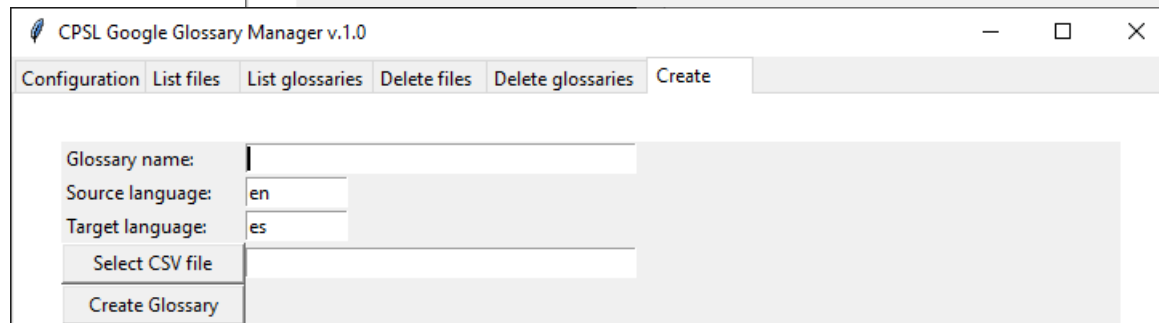 CPSL Google Glossary Manager v.1.0
Configuration List files List glossaries Delete files Delete glossaries Create
Glossary name:
Source language: en
Target language: es
Select CSV file
Create Glossary